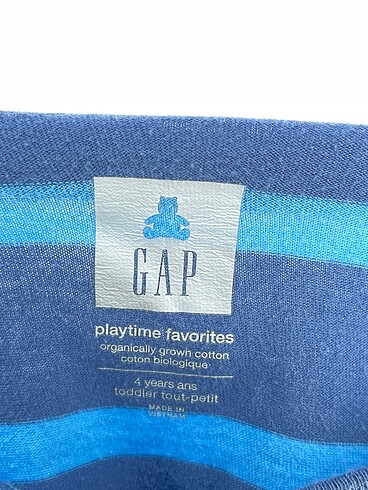 GAP
playtime favorites
organically grown cotton
coton biologique
4 years ans
toddler tout-petit
MADE IN
VIETNAM